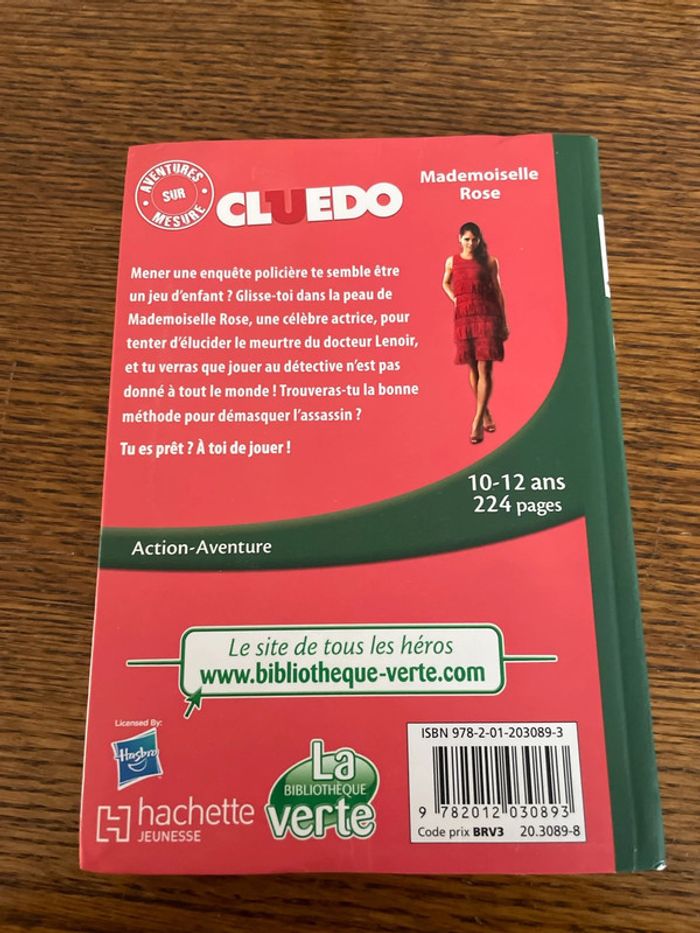 AVENTURES
SUR
MESURE
CLUEDO
Mademoiselle
Rose
Mener une enquête policière te semble être
un jeu d'enfant ? Glisse-toi dans la peau de
Mademoiselle Rose, une célèbre actrice, pour
tenter d'élucider le meurtre du docteur Lenoir,
et tu verras que jouer au détective n'est pas
donné à tout le monde ! Trouveras-tu la bonne
méthode pour démasquer l'assassin ?
Tu es prêt ? À toi de jouer !
10-12 ans
224 pages
Action-Aventure
Le site de tous les héros
www.bibliotheque-verte.com
Licensed By:
Hasbro
hachette
JEUNESSE
La
BIBLIOTHÈQUE
verte
ISBN 978-2-01-203089-3
9 782012 030893
Code prix BRV3 20.3089-8